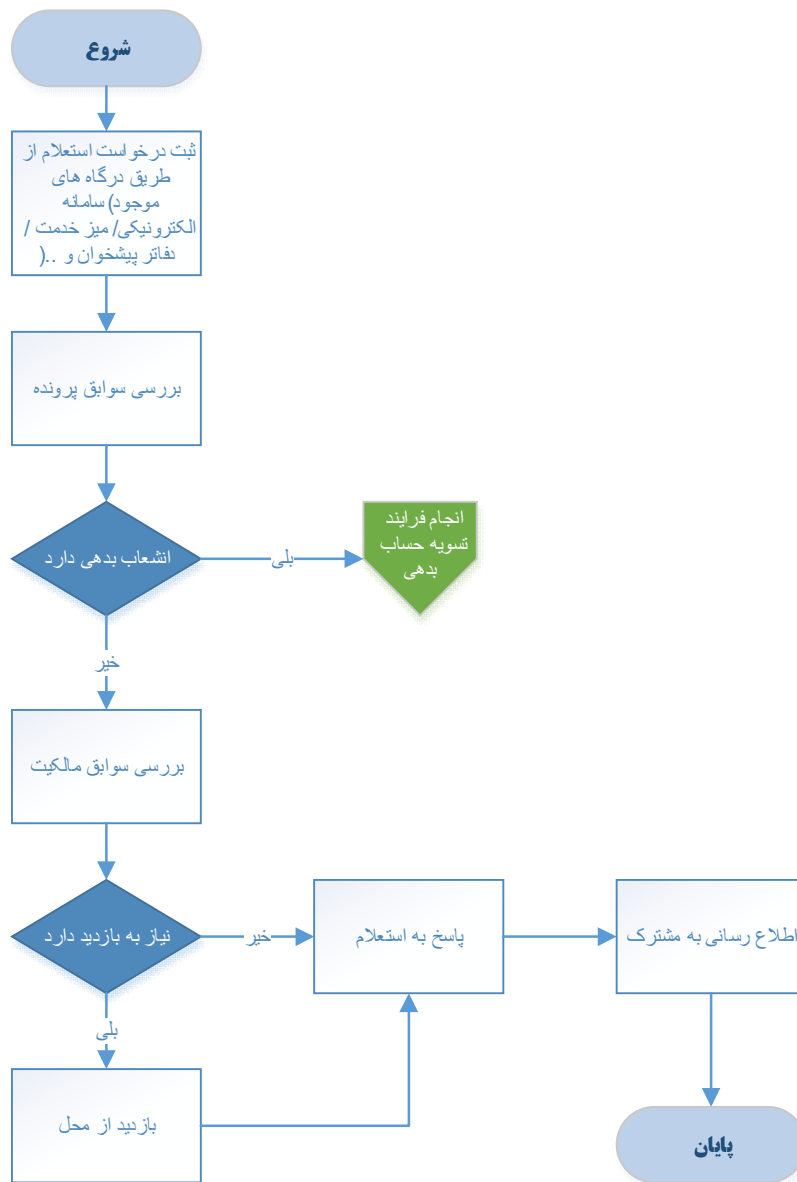 شروع
ثبت درخواست استعلام از
طریق درگاه های
موجود) سامانه
الکترونیکی/ میز خدمت /
دفاتر پیشخوان و ..(
بررسی سوابق پرونده
انشعاب بدهی دارد
بلی
انجام فرایند
تسویه حساب
بدهی
خیر
بررسی سوابق مالکیت
نیاز به بازدید دارد
خیر
پاسخ به استعلام
اطلاع رسانی به مشترک
بلی
بازدید از محل
پایان